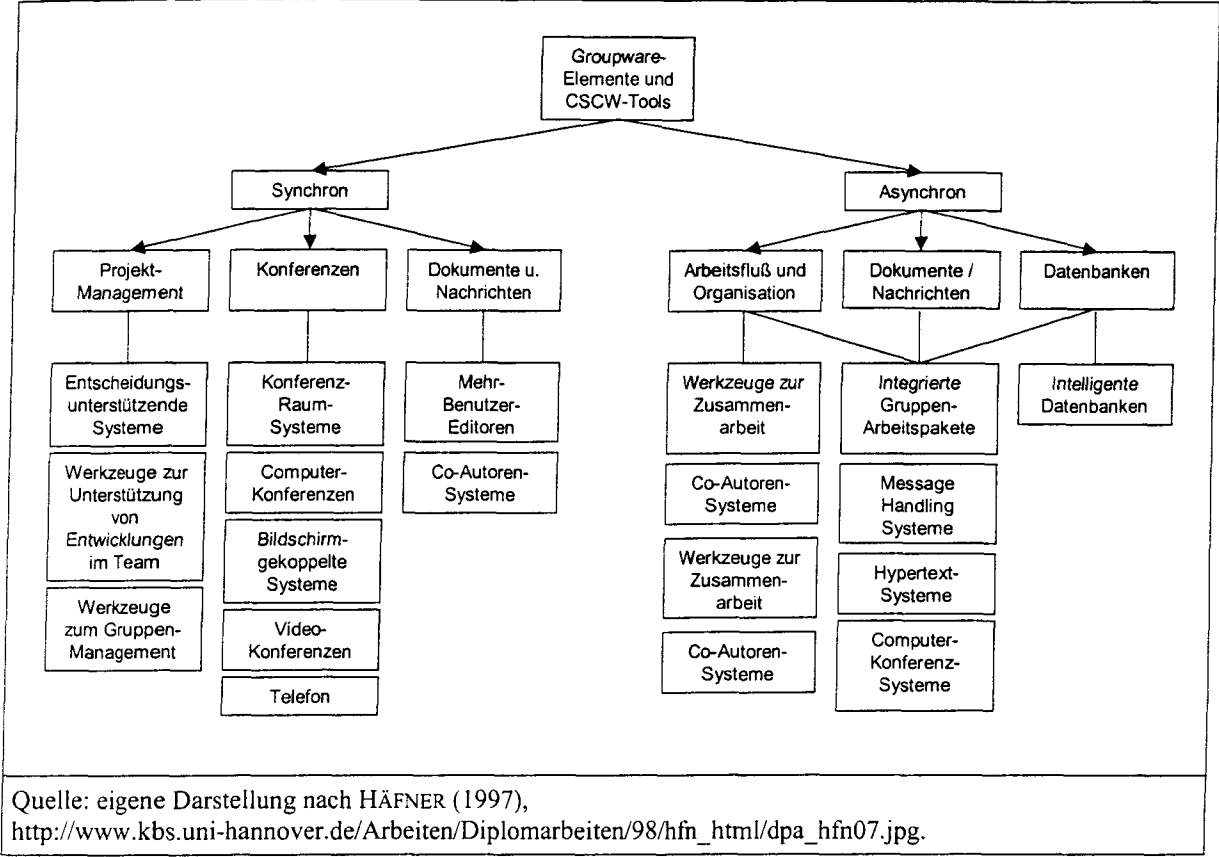 Groupware-
Elemente und
CSCW-Tools
Synchron
Asynchron
Projekt-
Management
Konferenzen
Dokumente u.
Nachrichten
Arbeitsfluß und
Organisation
Dokumente /
Nachrichten
Datenbanken
Entscheidungs-
unterstützende
Systeme
Werkzeuge zur
Unterstützung
von
Entwicklungen
im Team
Werkzeuge
zum Gruppen-
Management
Konferenz-
Raum-
Systeme
Computer-
Konferenzen
Bildschirm-
gekoppelte
Systeme
Video-
Konferenzen
Telefon
Mehr-
Benutzer-
Editoren
Co-Autoren-
Systeme
Werkzeuge zur
Zusammen-
arbeit
Co-Autoren-
Systeme
Werkzeuge zur
Zusammen-
arbeit
Co-Autoren-
Systeme
Integrierte
Gruppen-
Arbeitspakete
Message
Handling
Systeme
Hypertext-
Systeme
Computer-
Konferenz-
Systeme
Intelligente
Datenbanken
Quelle: eigene Darstellung nach HÄFNER (1997),
http://www.kbs.uni-hannover.de/Arbeiten/Diplomarbeiten/98/hfn_html/dpa_hfn07.jpg.